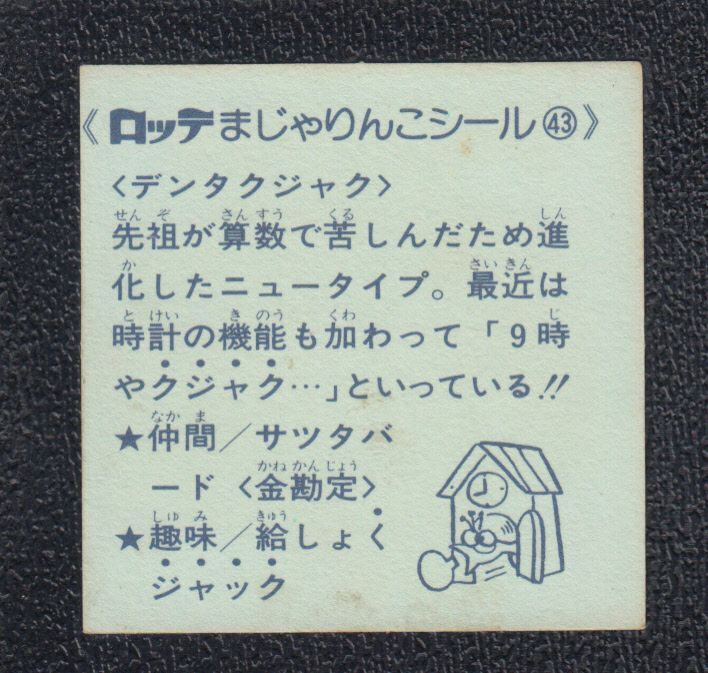 《ロッテまじゃりんこシール㊸》
〈デンタクジャク〉
先祖が算数で苦しんだため進
化したニュータイプ。最近は
時計の機能も加わって「9時
やクジャク…」といっている!!
★仲間／サツタバ
ード〈金勘定〉
★趣味／給しょく
ジャック